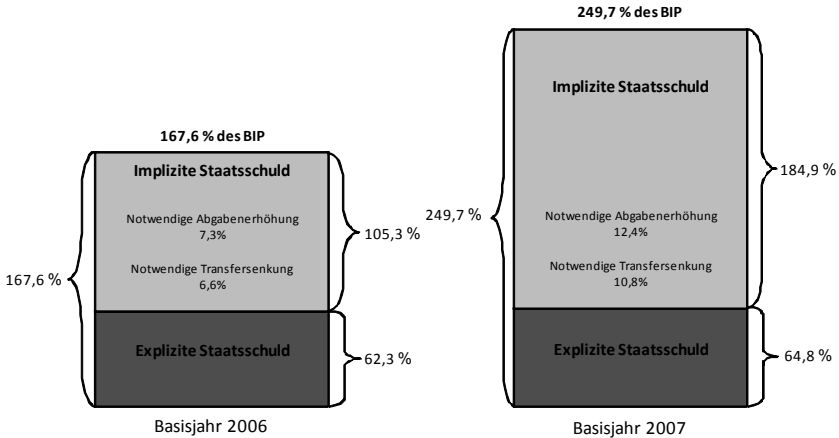 167,6 % des BIP
Implizite Staatsschuld
Notwendige Abgabenerhöhung
7,3%
Notwendige Transfersenkung
6,6%
105,3 %
167,6 %
Explizite Staatsschuld
62,3 %
Basisjahr 2006
249,7 % des BIP
Implizite Staatsschuld
184,9 %
249,7 %
Notwendige Abgabenerhöhung
12,4%
Notwendige Transfersenkung
10,8%
Explizite Staatsschuld
64,8 %
Basisjahr 2007